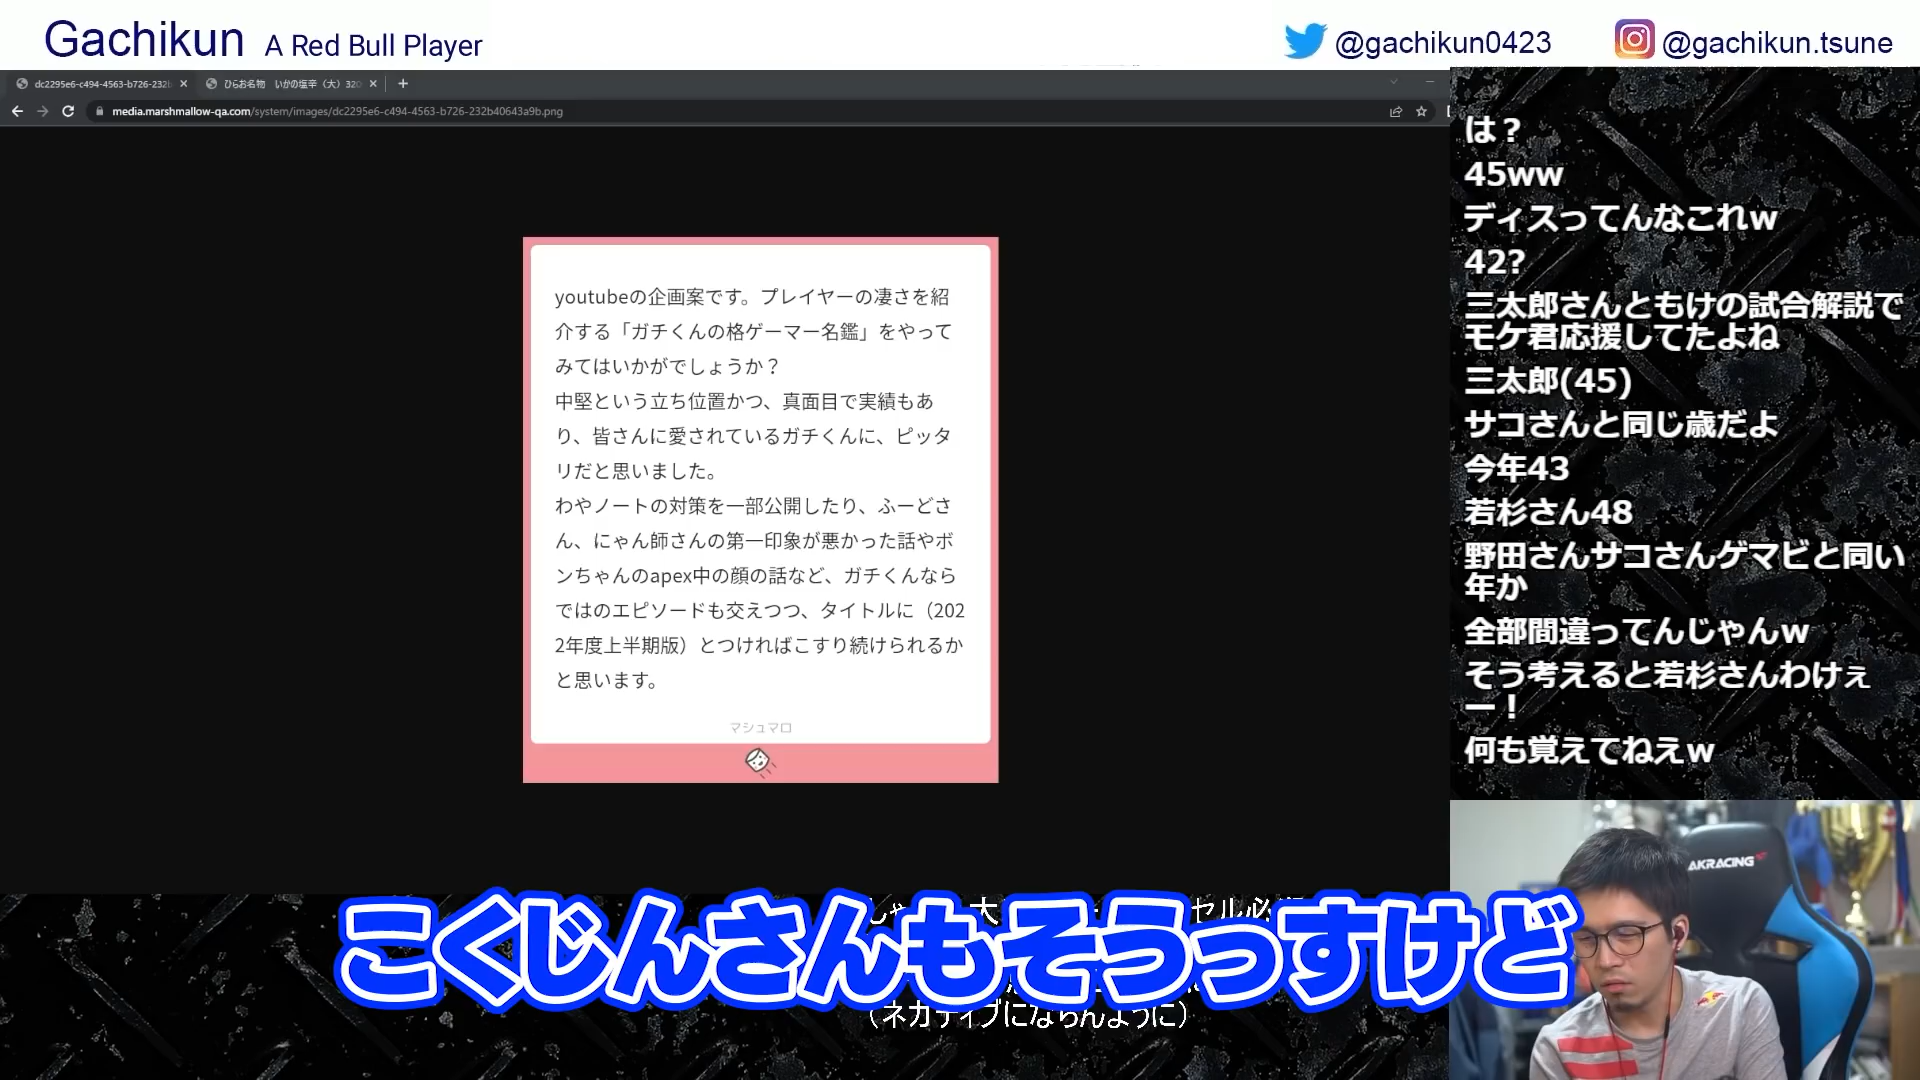 Gachikun A Red Bull Player
@gachikun0423
@gachikun.tsune
dc2295e6-c494-4563-b726-232b
ひらお名物 いかの塩辛（大）320
media.marshmallow-qa.com/system/images/dc2295e6-c494-4563-b726-232b40643a9b.png
youtubeの企画案です。プレイヤーの凄さを紹
介する「ガチくんの格ゲーマー名鑑」をやって
みてはいかがでしょうか？
中堅という立ち位置かつ、真面目で実績もあ
り、皆さんに愛されているガチくんに、ピッタ
リだと思いました。
わやノートの対策を一部公開したり、ふーどさ
ん、にゃん師さんの第一印象が悪かった話やボ
ンちゃんのapex中の顔の話など、ガチくんなら
ではのエピソードも交えつつ、タイトルに（202
2年度上半期版）とつければこすり続けられるか
と思います。
マシュマロ
は？
45ww
ディスってんなこれw
42?
三太郎さんともけの試合解説で
モケ君応援してたよね
三太郎(45)
サコさんと同じ歳だよ
今年43
若杉さん48
野田さんサコさんゲマビと同い
年か
全部間違ってんじゃんw
そう考えると若杉さんわけぇ
ー！
何も覚えてねえw
AKRACING
こくじんさんもそうっすけど
（ネガティブにならんように）